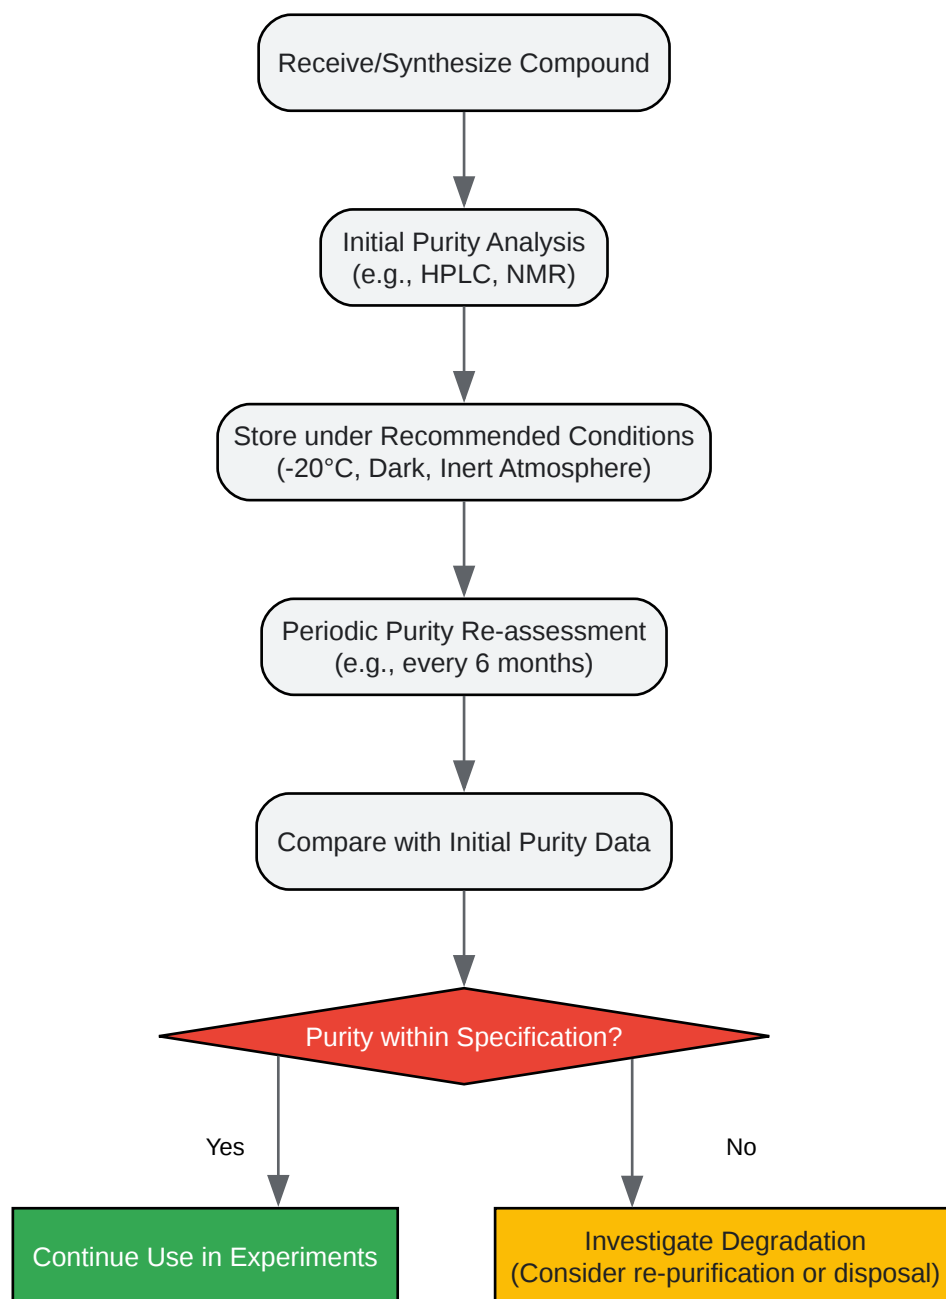 Receive/Synthesize Compound
Initial Purity Analysis
(e.g., HPLC, NMR)
Store under Recommended Conditions
(-20°C, Dark, Inert Atmosphere)
Periodic Purity Re-assessment
(e.g., every 6 months)
Compare with Initial Purity Data
Purity within Specification?
Yes
No
Continue Use in Experiments
Investigate Degradation
(Consider re-purification or disposal)